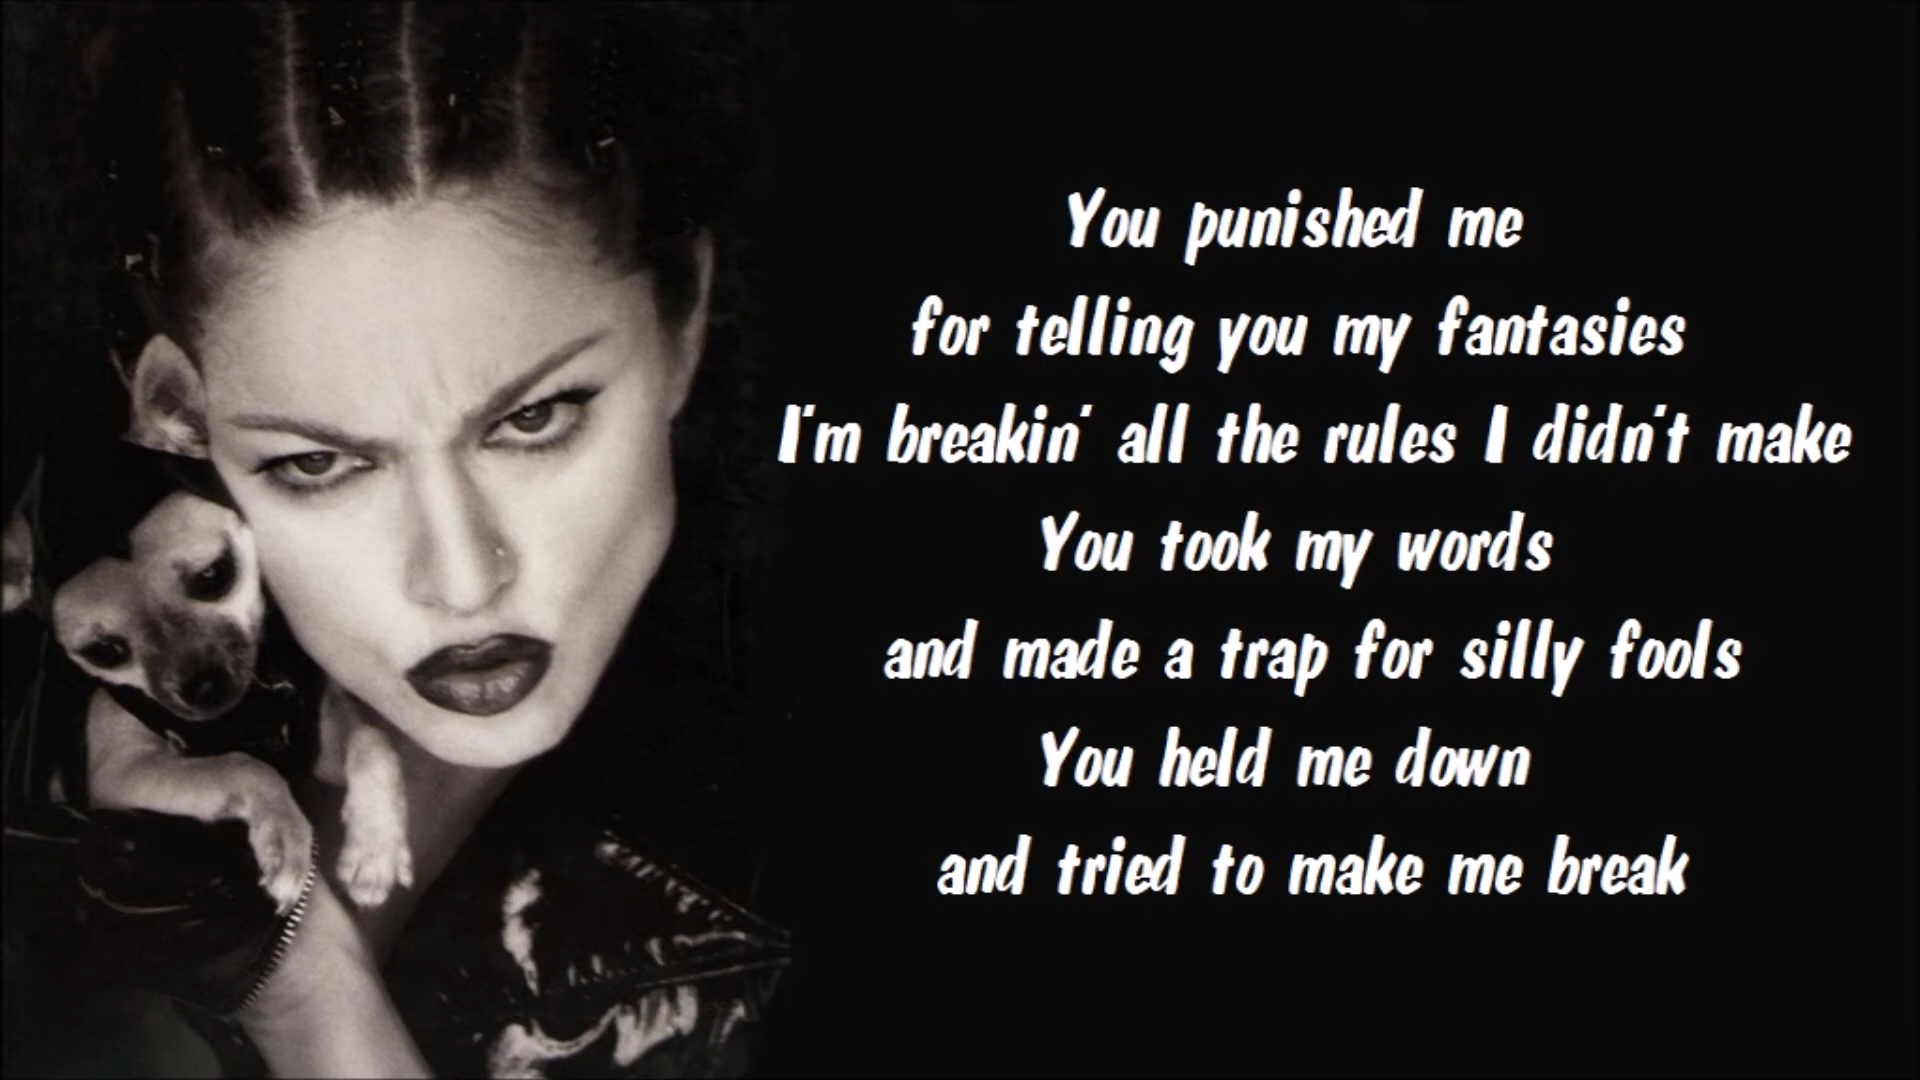 You punished me
for telling you my fantasies
I'm breakin' all the rules I didn't make
You took my words
and made a trap for silly fools
You held me down
and tried to make me break